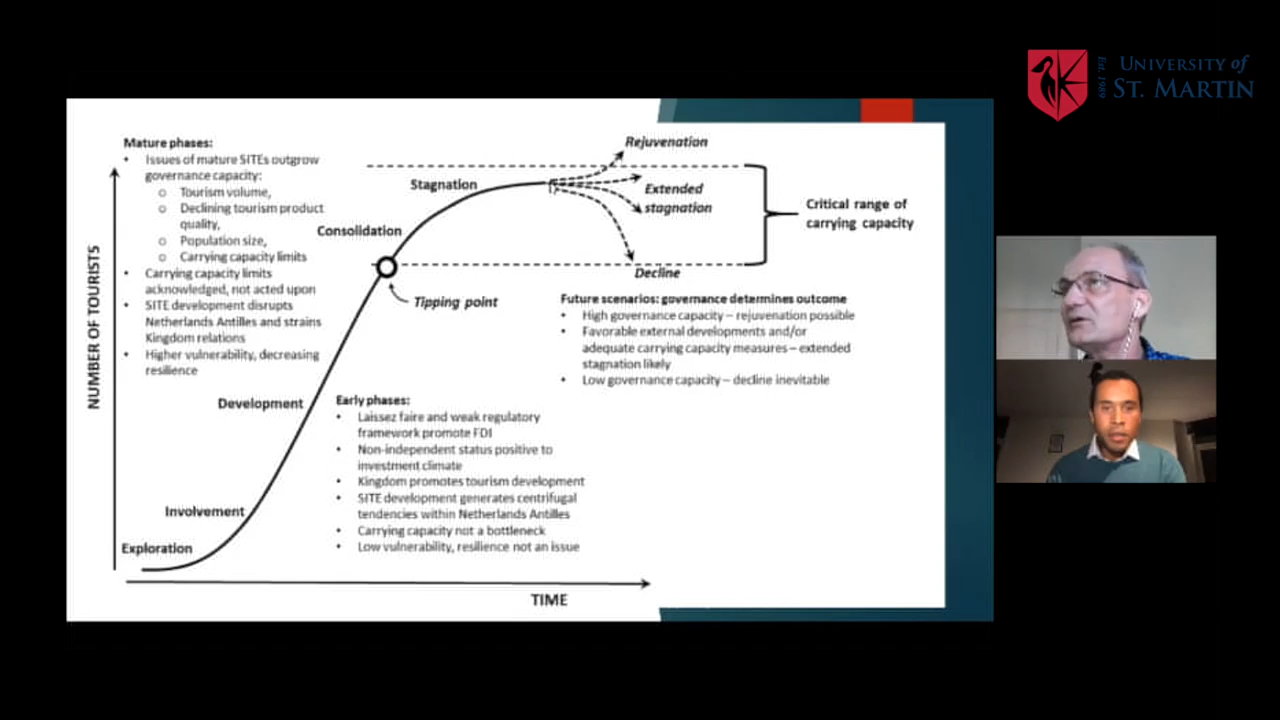 UNIVERSITY of
ST. MARTIN
Est. 1989
Mature phases:
• Issues of mature SITEs outgrow
governance capacity:
o Tourism volume,
o Declining tourism product
quality,
o Population size,
o Carrying capacity limits
• Carrying capacity limits
acknowledged, not acted upon
• SITE development disrupts
Netherlands Antilles and strains
Kingdom relations
• Higher vulnerability, decreasing
resilience
NUMBER OF TOURISTS
Rejuvenation
Stagnation
Extended
stagnation
Consolidation
Critical range of
carrying capacity
Decline
Tipping point
Future scenarios: governance determines outcome
• High governance capacity – rejuvenation possible
• Favorable external developments and/or
adequate carrying capacity measures – extended
stagnation likely
• Low governance capacity – decline inevitable
Development
Early phases:
• Laissez faire and weak regulatory
framework promote FDI
• Non-independent status positive to
investment climate
• Kingdom promotes tourism development
• SITE development generates centrifugal
tendencies within Netherlands Antilles
• Carrying capacity not a bottleneck
• Low vulnerability, resilience not an issue
Involvement
Exploration
TIME